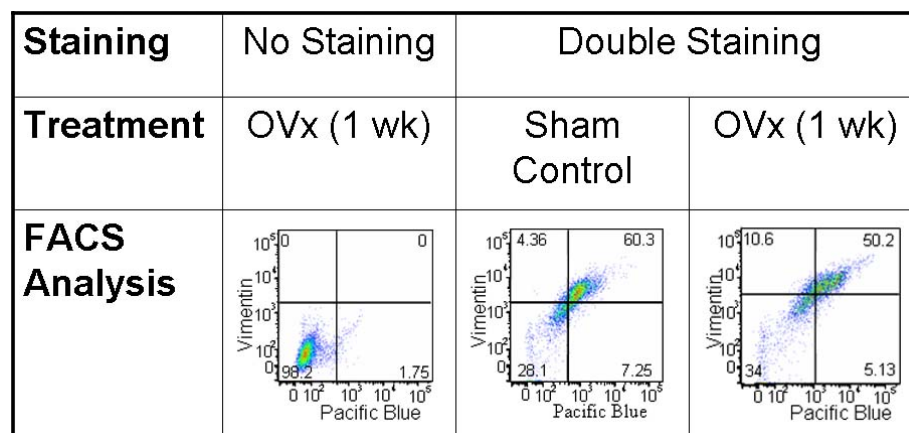 Staining No Staining Double Staining
Treatment OVx (1 wk) Sham Control OVx (1 wk)
FACS Analysis
10⁵ 0 0
10⁴
Vimentin
10³
10²
0
98.2 1.75
0 10² 10³ 10⁴ 10⁵
Pacific Blue
10⁵ 4.36 60.3
10⁴
Vimentin
10³
10²
0
28.1 7.25
0 10² 10³ 10⁴ 10⁵
Pacific Blue
10⁵ 10.6 50.2
10⁴
Vimentin
10³
10²
0
34 5.13
0 10² 10³ 10⁴ 10⁵
Pacific Blue